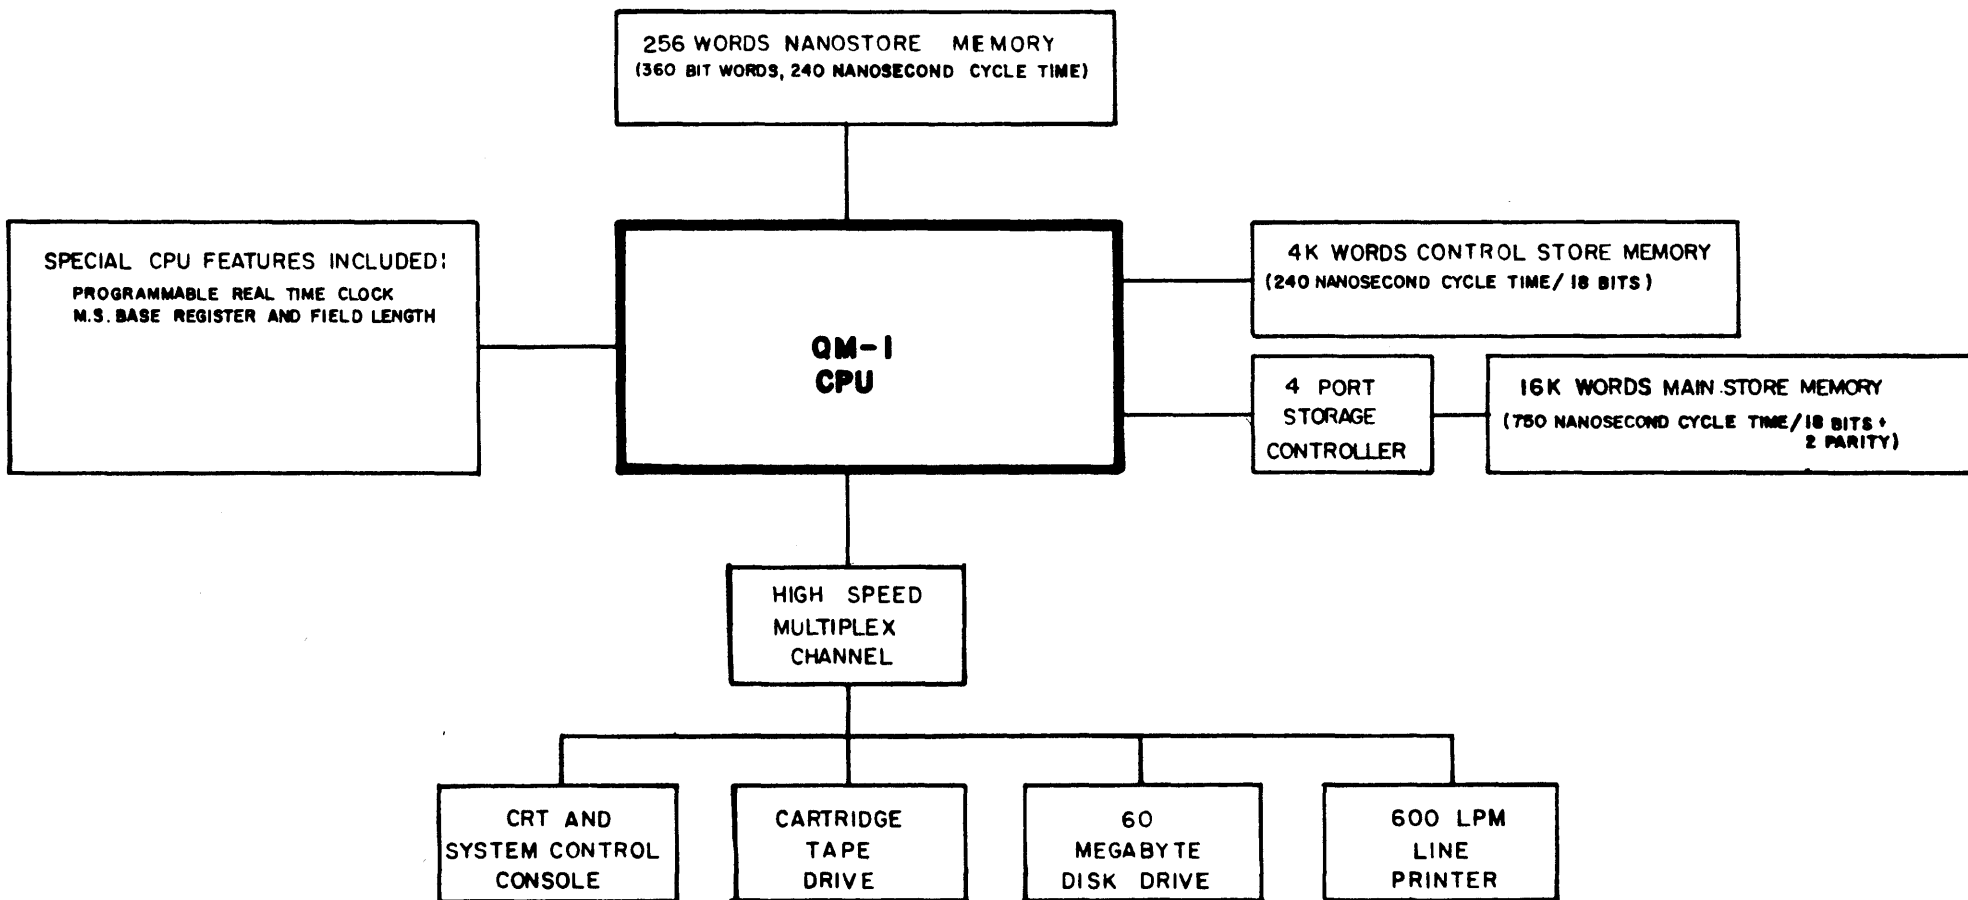 256 WORDS NANOSTORE MEMORY
(360 BIT WORDS, 240 NANOSECOND CYCLE TIME)
SPECIAL CPU FEATURES INCLUDED:
PROGRAMMABLE REAL TIME CLOCK
M.S. BASE REGISTER AND FIELD LENGTH
QM-1
CPU
4K WORDS CONTROL STORE MEMORY
(240 NANOSECOND CYCLE TIME/ 18 BITS)
4 PORT
STORAGE
CONTROLLER
16K WORDS MAIN STORE MEMORY
(750 NANOSECOND CYCLE TIME/18 BITS +
2 PARITY)
HIGH SPEED
MULTIPLEX
CHANNEL
CRT AND
SYSTEM CONTROL
CONSOLE
CARTRIDGE
TAPE
DRIVE
60
MEGABYTE
DISK DRIVE
600 LPM
LINE
PRINTER